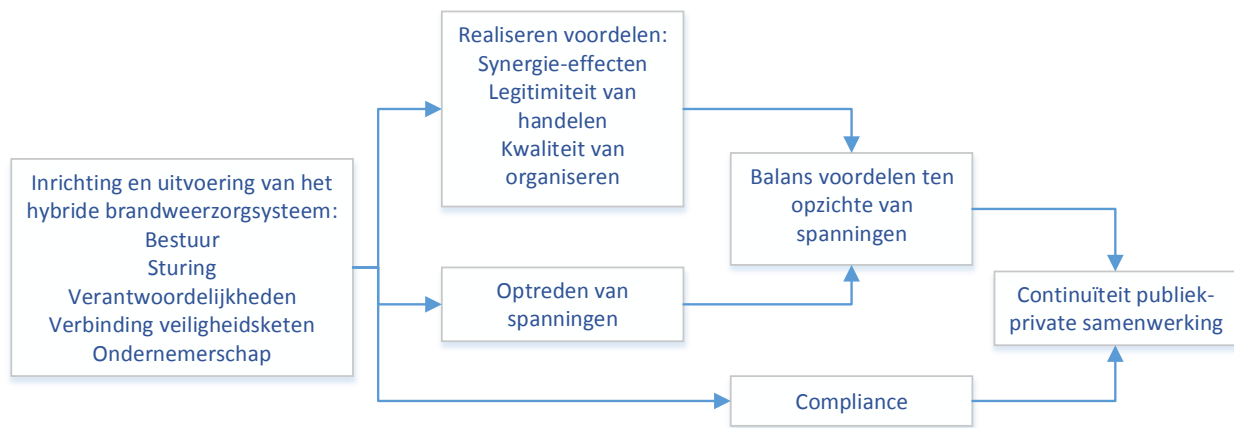 Inrichting en uitvoering van het
hybride brandweerzorgsysteem:
Bestuur
Sturing
Verantwoordelijkheden
Verbinding veiligheidsketen
Ondernemerschap
Realiseren voordelen:
Synergie-effecten
Legitimiteit van
handelen
Kwaliteit van
organiseren
Optreden van
spanningen
Balans voordelen ten
opzichte van
spanningen
Compliance
Continuïteit publiek-
private samenwerking